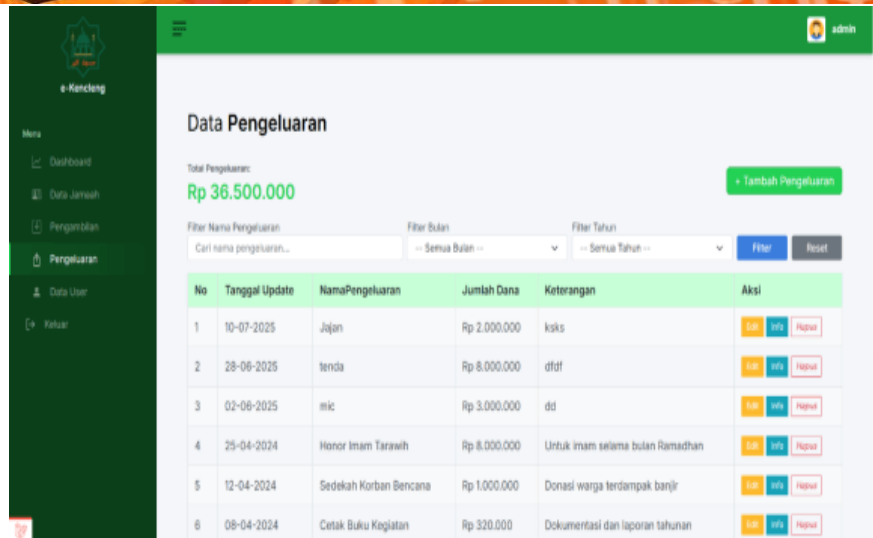 admin
e-Kencleng
Menu
Dashboard
Data Jamaah
Pengambilan
Pengeluaran
Data User
Keluar
Data Pengeluaran
Total Pengeluaran:
Rp 36.500.000
+ Tambah Pengeluaran
Filter Nama Pengeluaran Filter Bulan Filter Tahun
Cari nama pengeluaran... -- Semua Bulan -- -- Semua Tahun -- Filter Reset
No Tanggal Update NamaPengeluaran Jumlah Dana Keterangan Aksi
1 10-07-2025 Jajan Rp 2.000.000 ksks Edit Info Hapus
2 28-06-2025 tenda Rp 8.000.000 dfdf Edit Info Hapus
3 02-06-2025 mic Rp 3.000.000 dd Edit Info Hapus
4 25-04-2024 Honor Imam Tarawih Rp 8.000.000 Untuk imam selama bulan Ramadhan Edit Info Hapus
5 12-04-2024 Sedekah Korban Bencana Rp 1.000.000 Donasi warga terdampak banjir Edit Info Hapus
6 08-04-2024 Cetak Buku Kegiatan Rp 320.000 Dokumentasi dan laporan tahunan Edit Info Hapus